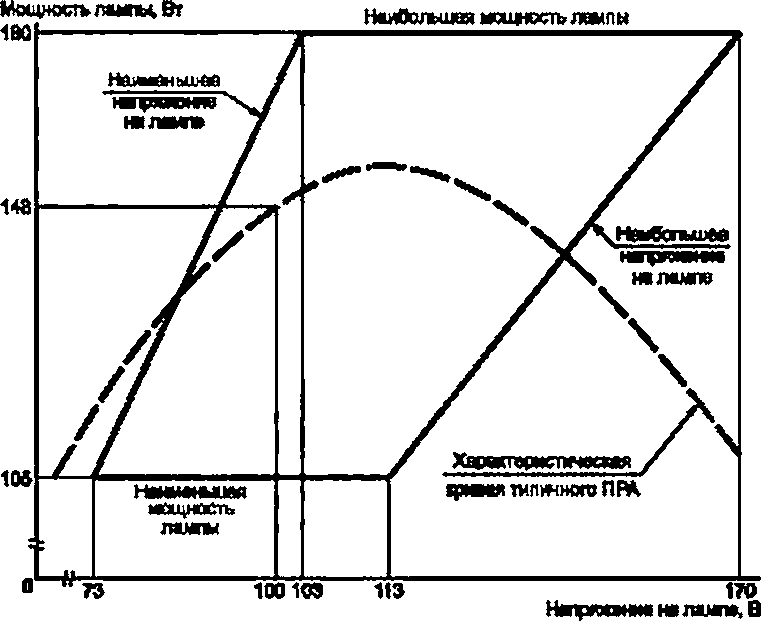 Мощность лампы, Вт
180
Наибольшая мощность лампы
Наименьшее
напряжение
на лампе
148
Наибольшее
напряжение
на лампе
Характеристическая
кривая типичного ПРА
105
Наименьшая
мощность
лампы
0
73
100
103
113
170
Напряжение на лампе, В